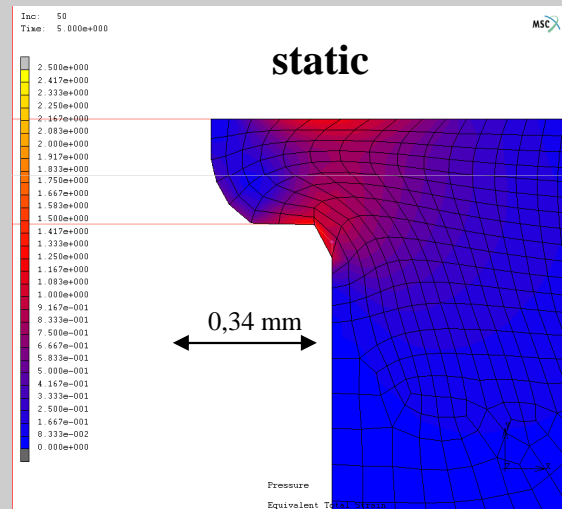 Inc: 50
Time: 5.000e+000
MSC
static
2.500e+000
2.417e+000
2.333e+000
2.250e+000
2.167e+000
2.083e+000
2.000e+000
1.917e+000
1.833e+000
1.750e+000
1.667e+000
1.583e+000
1.500e+000
1.417e+000
1.333e+000
1.250e+000
1.167e+000
1.083e+000
1.000e+000
9.167e-001
8.333e-001
7.500e-001
6.667e-001
5.833e-001
5.000e-001
4.167e-001
3.333e-001
2.500e-001
1.667e-001
8.333e-002
0.000e+000
0,34 mm
Pressure
Equivalent Total Strain